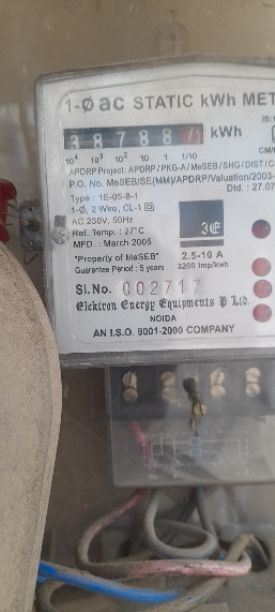 1-Ø ac STATIC kWh MET
IS:1
38788 kWh
10⁴ 10³ 10² 10 1 1/10
CM/
APDRP Project: APDRP / PKG-A / MeSEB / SHG / DIST / C
P.O. No. MeSEB/SE(MM)/APDRP/Valuation/2003-
Dtd. : 27.07
Type : 1E-05-B-1
1-Ø, 2 Wire, CL-1
AC 230V, 50Hz
Ref. Temp. : 27°C
MFD. : March 2005
"Property of MeSEB"
Guarantee Period : 5 years
2.5-10 A
3200 imp/kwh
Sl.No. 002717
Elektron Energy Equipments P Ltd.
NOIDA
AN I.S.O. 9001-2000 COMPANY